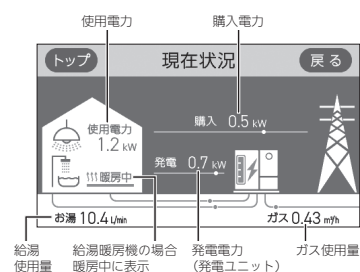 使用電力
購入電力
トップ
現在状況
戻る
購入 0.5 kW
使用電力
1.2 kW
発電 0.7 kW
暖房中
お湯 10.4 L/min
ガス 0.43 m³/h
給湯
使用量
給湯暖房機の場合
暖房中に表示
発電電力
(発電ユニット)
ガス使用量